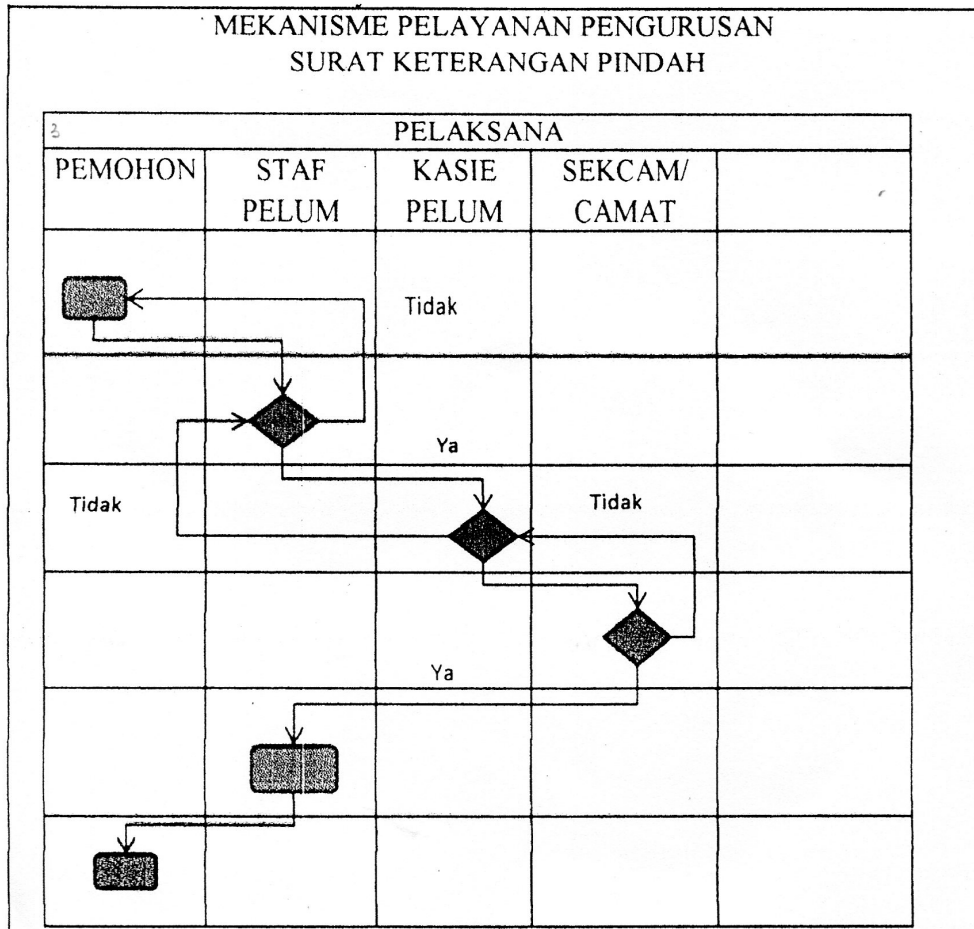 MEKANISME PELAYANAN PENGURUSAN
SURAT KETERANGAN PINDAH
3
PELAKSANA
PEMOHON
STAF
PELUM
KASIE
PELUM
SEKCAM/
CAMAT
Tidak
Ya
Tidak
Tidak
Ya